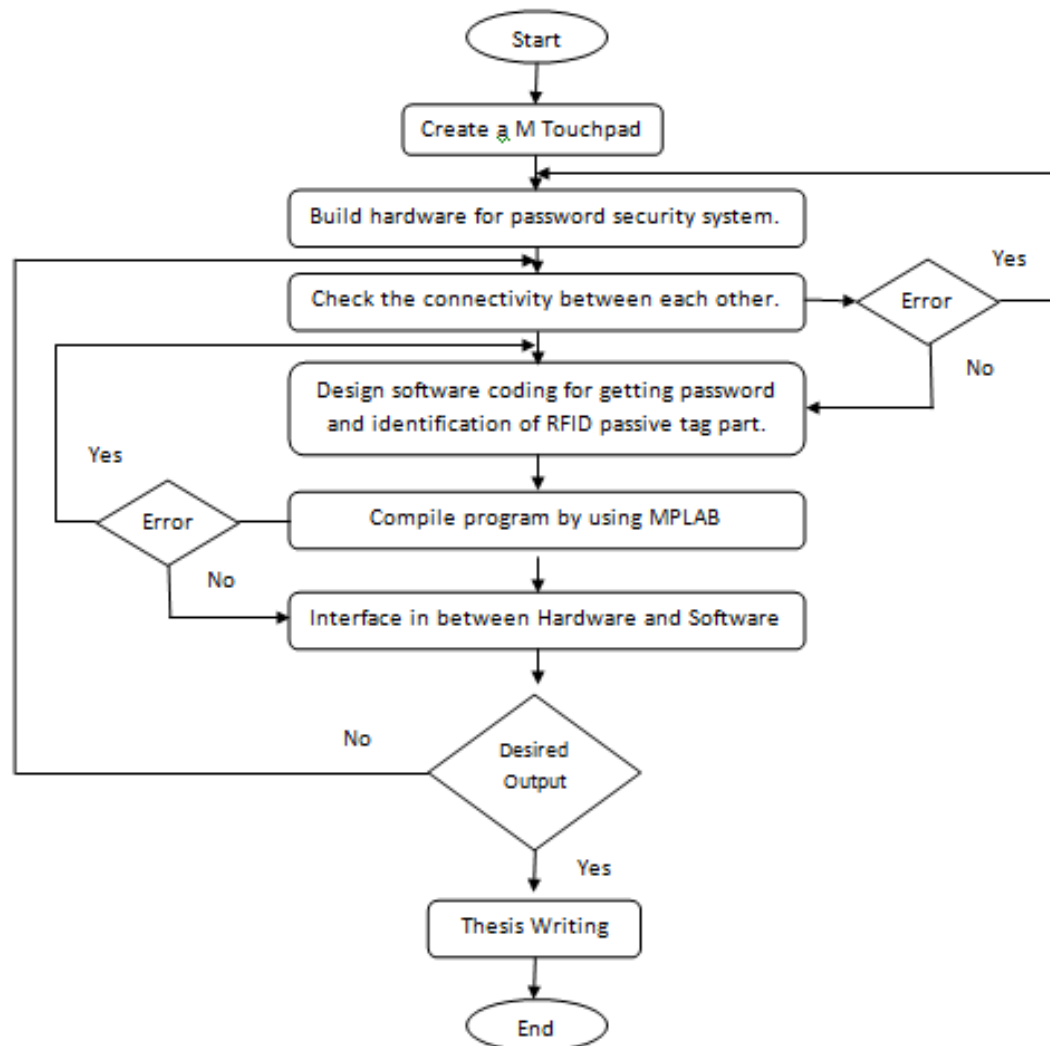 Start
Create a M Touchpad
Build hardware for password security system.
Yes
Check the connectivity between each other.
Error
No
Design software coding for getting password
and identification of RFID passive tag part.
Yes
Error
Compile program by using MPLAB
No
Interface in between Hardware and Software
No
Desired
Output
Yes
Thesis Writing
End